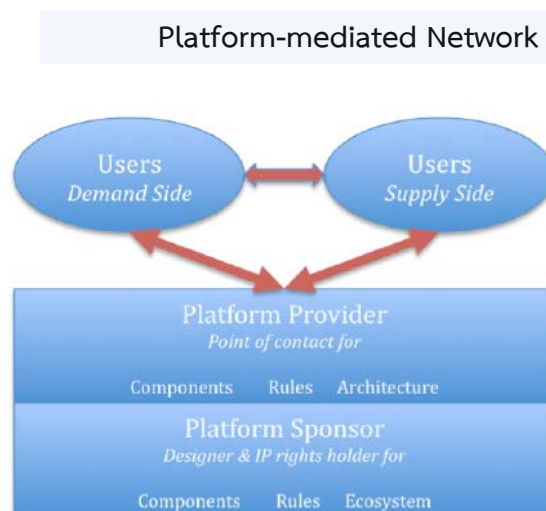 Platform-mediated Network
Users
Demand Side
Users
Supply Side
Platform Provider
Point of contact for
Components Rules Architecture
Platform Sponsor
Designer & IP rights holder for
Components Rules Ecosystem